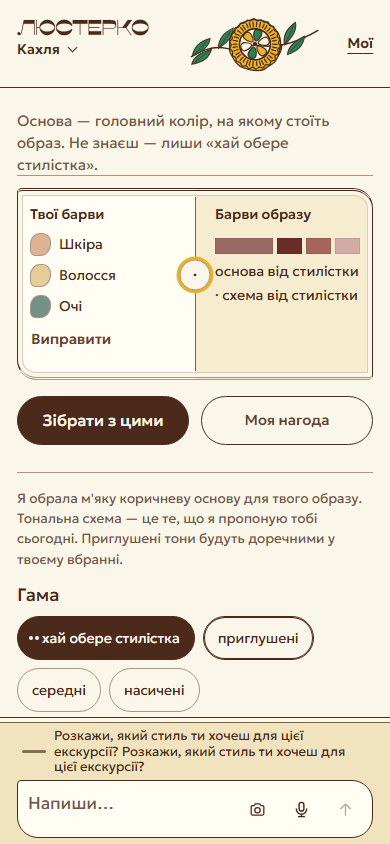 ЛЮСТЕРКО
Кахля
Мої
Основа — головний колір, на якому стоїть
образ. Не знаєш — лиши «хай обере
стилістка».
Твої барви
Шкіра
Волосся
Очі
Виправити
Барви образу
основа від стилістки
· схема від стилістки
Зібрати з цими
Моя нагода
Я обрала м'яку коричневу основу для твого образу.
Тональна схема — це те, що я пропоную тобі
сьогодні. Приглушені тони будуть доречними у
твоєму вбранні.
Гама
•• хай обере стилістка
приглушені
середні
насичені
Розкажи, який стиль ти хочеш для цієї
екскурсії? Розкажи, який стиль ти хочеш для
цієї екскурсії?
Напиши...